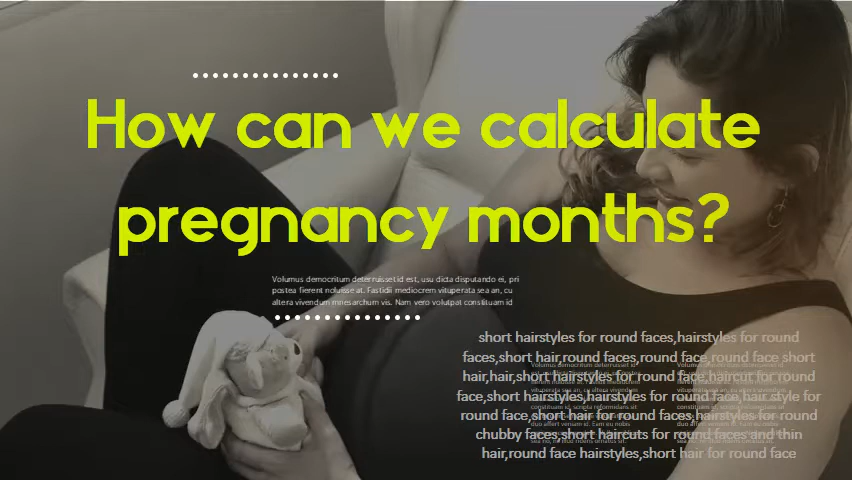 How can we calculate
pregnancy months?
Volumus democritum deterruisset id est, usu dicta disputando ei, pri
postea fierent noluisse at. Fastidii mediocrem vituperata sea an, cu
altera vivendum mnesarchum vis. Nam vero volutpat constituam id
short hairstyles for round faces,hairstyles for round
faces,short hair,round faces,round face,round face short
hair,hair,short hairstyles for round face,haircut for round
face,short hairstyles,hairstyles for round face,hair style for
round face,short hair for round faces,hairstyles for round
chubby faces,short haircuts for round faces and thin
hair,round face hairstyles,short hair for round face